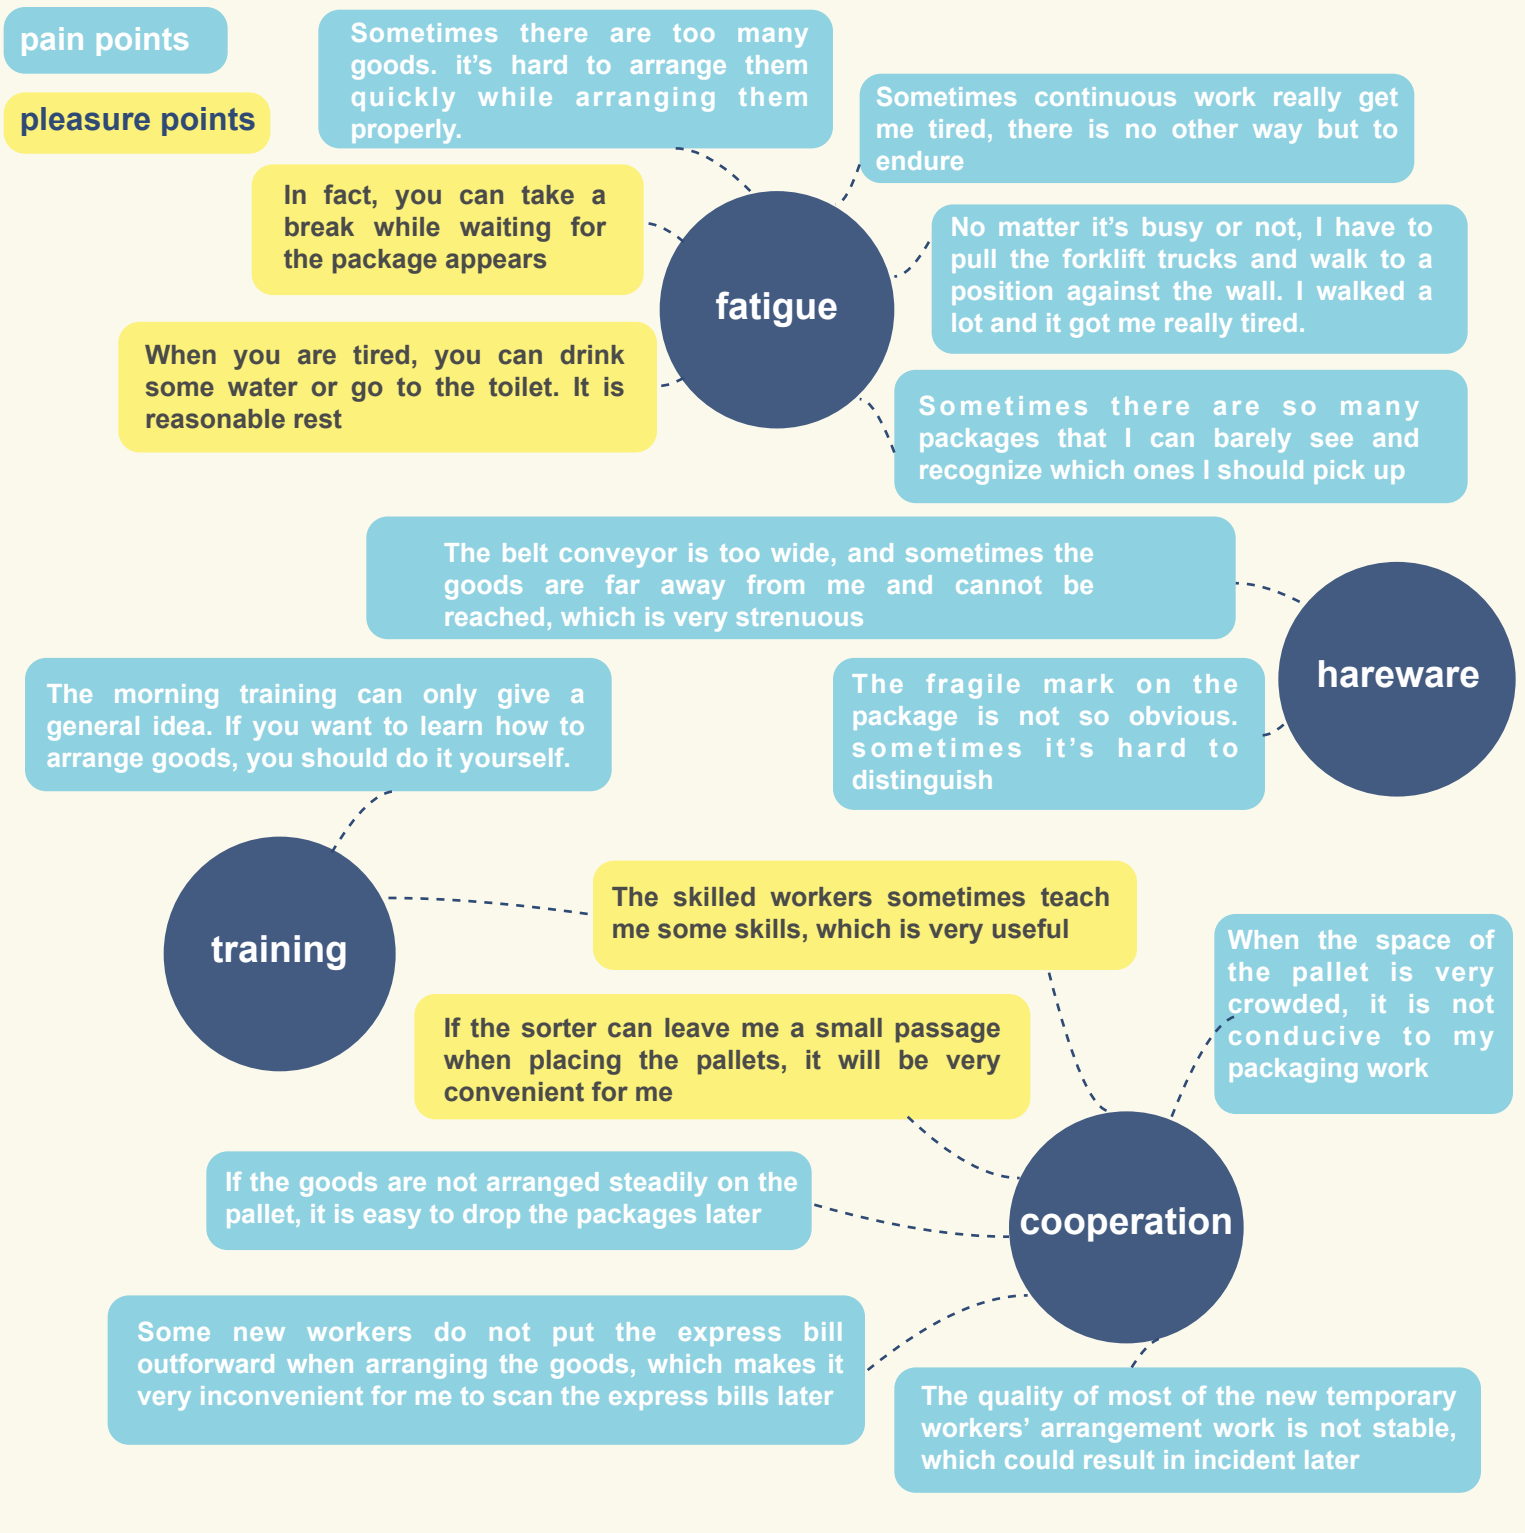 pain points
pleasure points
Sometimes there are too many
goods. it's hard to arrange them
quickly while arranging them
properly.
Sometimes continuous work really get
me tired, there is no other way but to
endure
In fact, you can take a
break while waiting for
the package appears
No matter it's busy or not, I have to
pull the forklift trucks and walk to a
position against the wall. I walked a
lot and it got me really tired.
fatigue
When you are tired, you can drink
some water or go to the toilet. It is
reasonable rest
Sometimes there are so many
packages that I can barely see and
recognize which ones I should pick up
The belt conveyor is too wide, and sometimes the
goods are far away from me and cannot be
reached, which is very strenuous
hareware
The morning training can only give a
general idea. If you want to learn how to
arrange goods, you should do it yourself.
The fragile mark on the
package is not so obvious.
sometimes it's hard to
distinguish
training
The skilled workers sometimes teach
me some skills, which is very useful
When the space of
the pallet is very
crowded, it is not
conducive to my
packaging work
If the sorter can leave me a small passage
when placing the pallets, it will be very
convenient for me
If the goods are not arranged steadily on the
pallet, it is easy to drop the packages later
cooperation
Some new workers do not put the express bill
outforward when arranging the goods, which makes it
very inconvenient for me to scan the express bills later
The quality of most of the new temporary
workers' arrangement work is not stable,
which could result in incident later